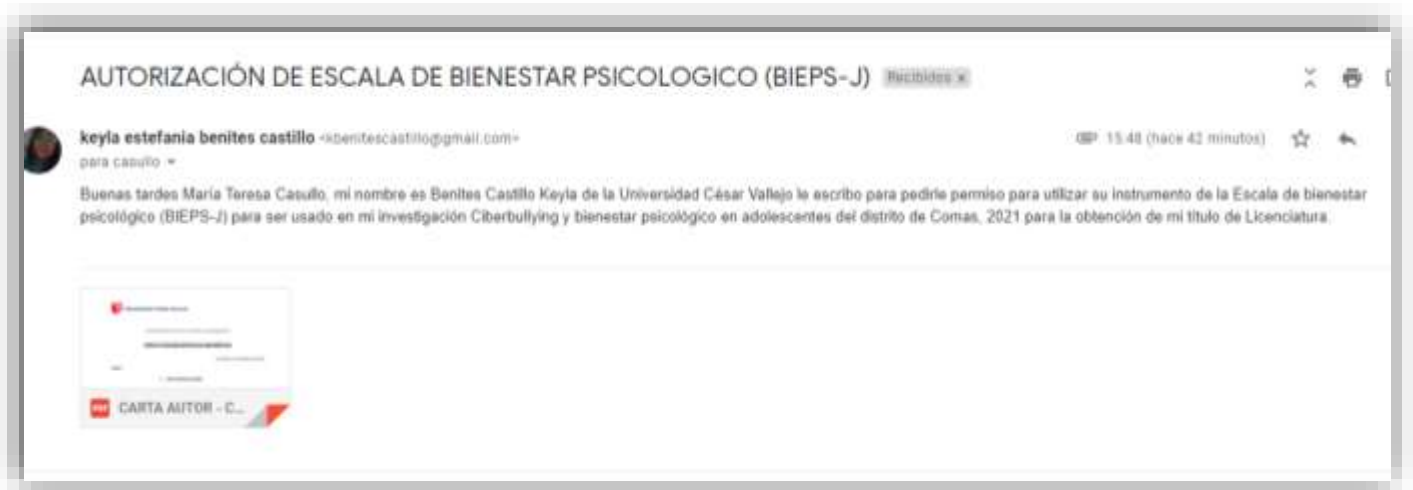 AUTORIZACIÓN DE ESCALA DE BIENESTAR PSICOLOGICO (BIEPS-J) Recibidos x
keyla estefania benites castillo <kbenitescastillo@gmail.com> 15:48 (hace 42 minutos)
para casullo
Buenas tardes María Teresa Casullo, mi nombre es Benites Castillo Keyla de la Universidad César Vallejo le escribo para pedirle permiso para utilizar su instrumento de la Escala de bienestar
psicológico (BIEPS-J) para ser usado en mi investigación Ciberbullying y bienestar psicológico en adolescentes del distrito de Comas, 2021 para la obtención de mi título de Licenciatura.
PDF CARTA AUTOR - C...